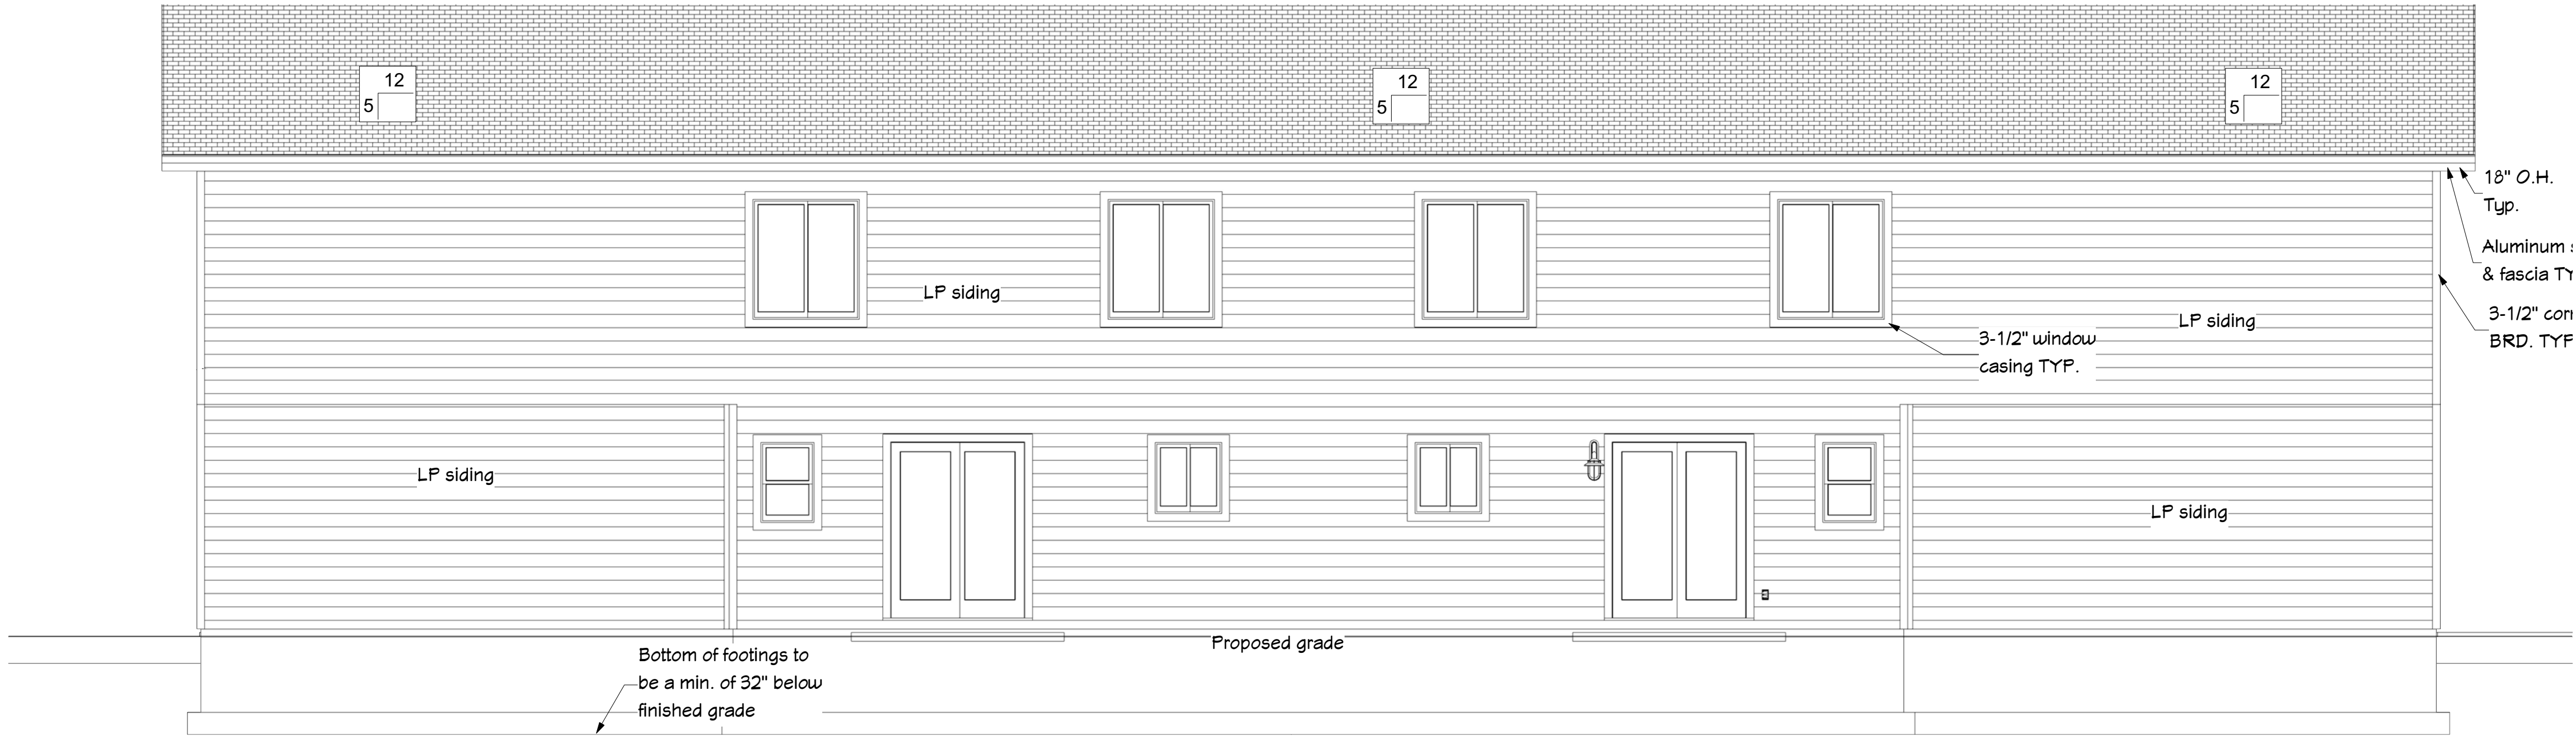 12
5
12
5
12
5
18" O.H.
Typ.
Aluminum
& fascia
3-1/2"
BRD.
LP siding
LP siding
3-1/2" window
casing TYP.
LP siding
LP siding
Proposed grade
Bottom of footings to
be a min. of 32" below
finished grade